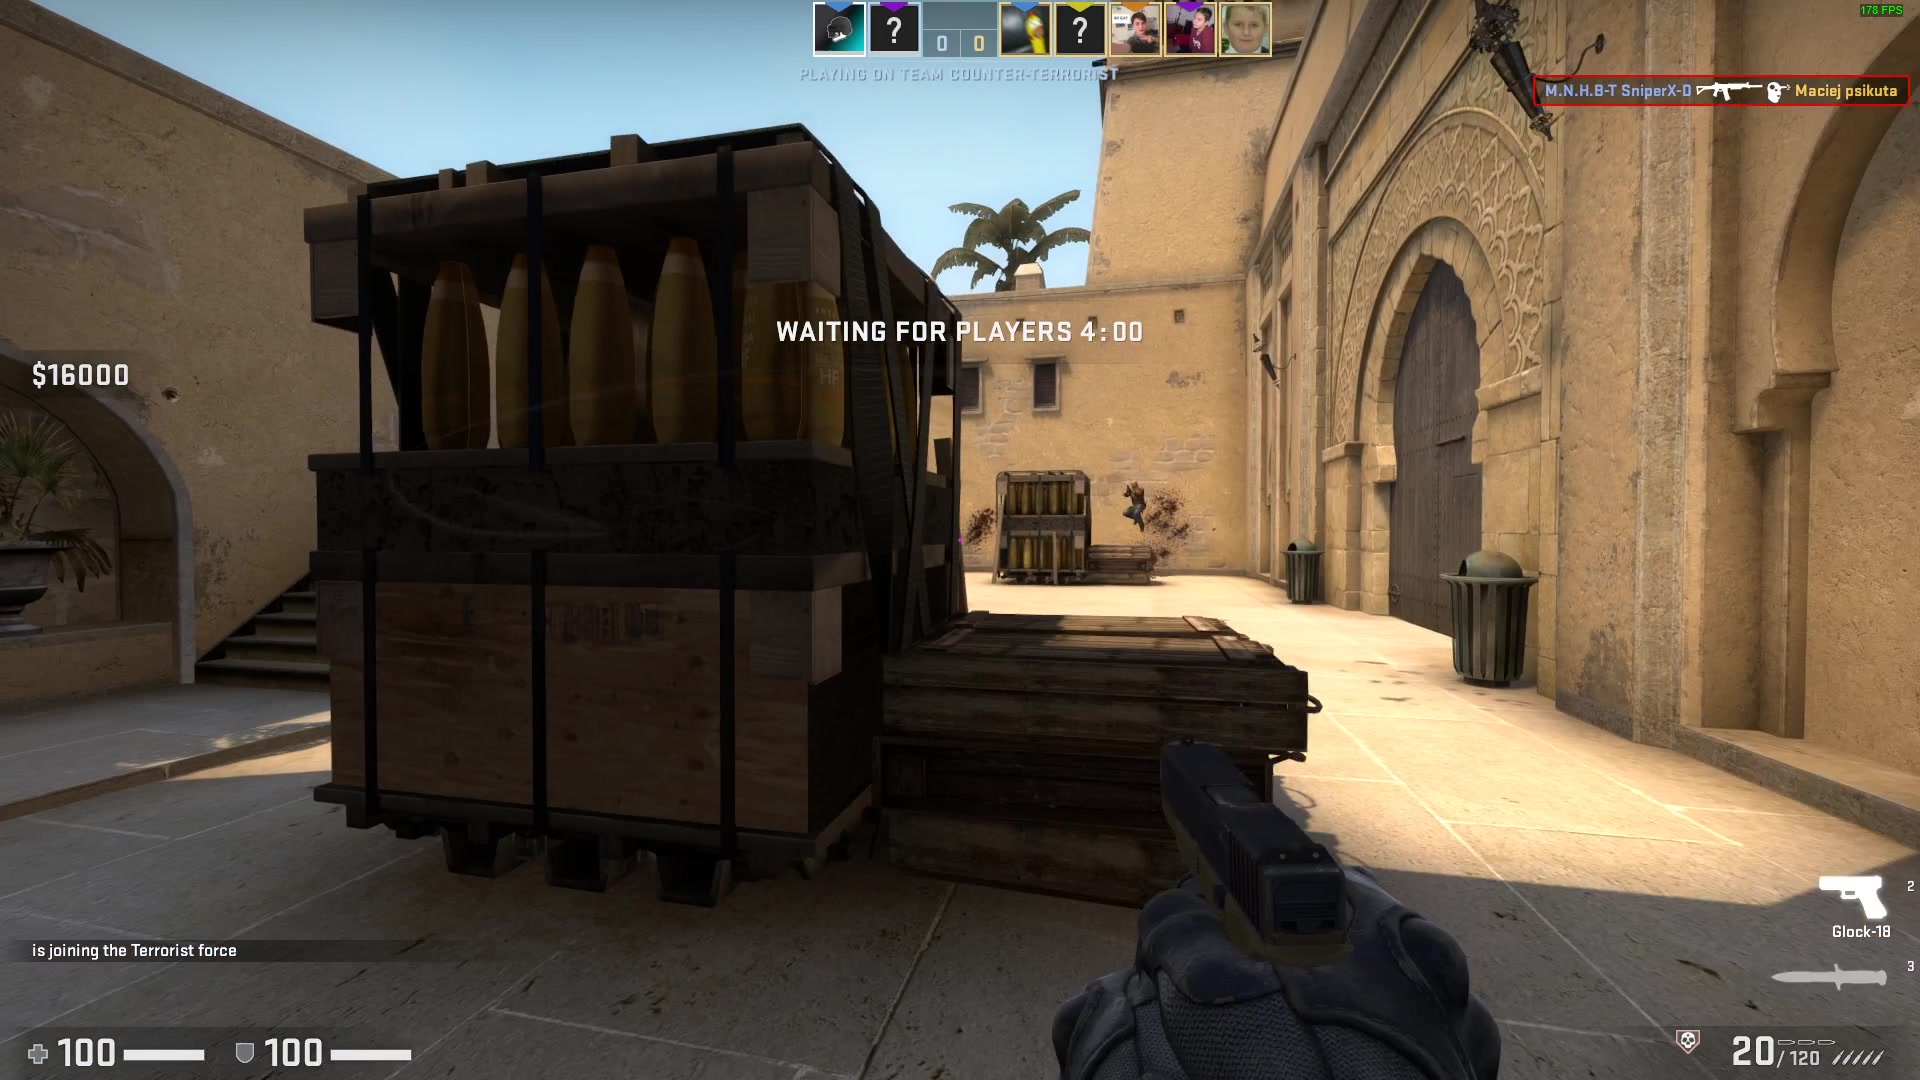 178 FPS
? ?
0 0
PLAYING ON TEAM COUNTER-TERRORIST
M.N.H.B-T SniperX-D Maciej psikuta
WAITING FOR PLAYERS 4:00
$16000
HF
2
Glock-18
is joining the Terrorist force
3
100 100
20/120